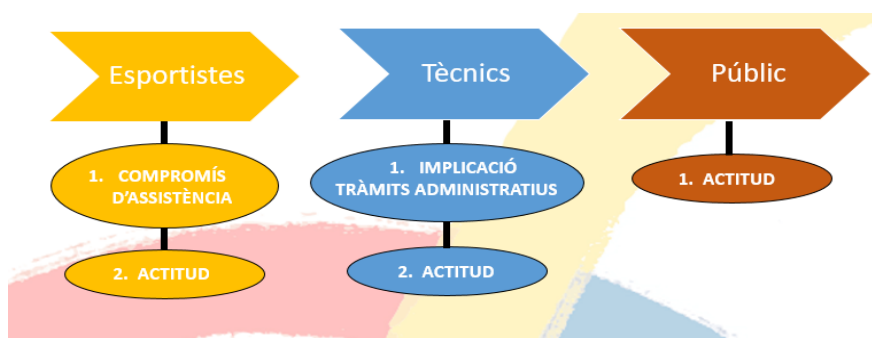 Esportistes
1. COMPROMÍS
D'ASSISTÈNCIA
2. ACTITUD
Tècnics
1. IMPLICACIÓ
TRÀMITS ADMINISTRATIUS
2. ACTITUD
Públic
1. ACTITUD